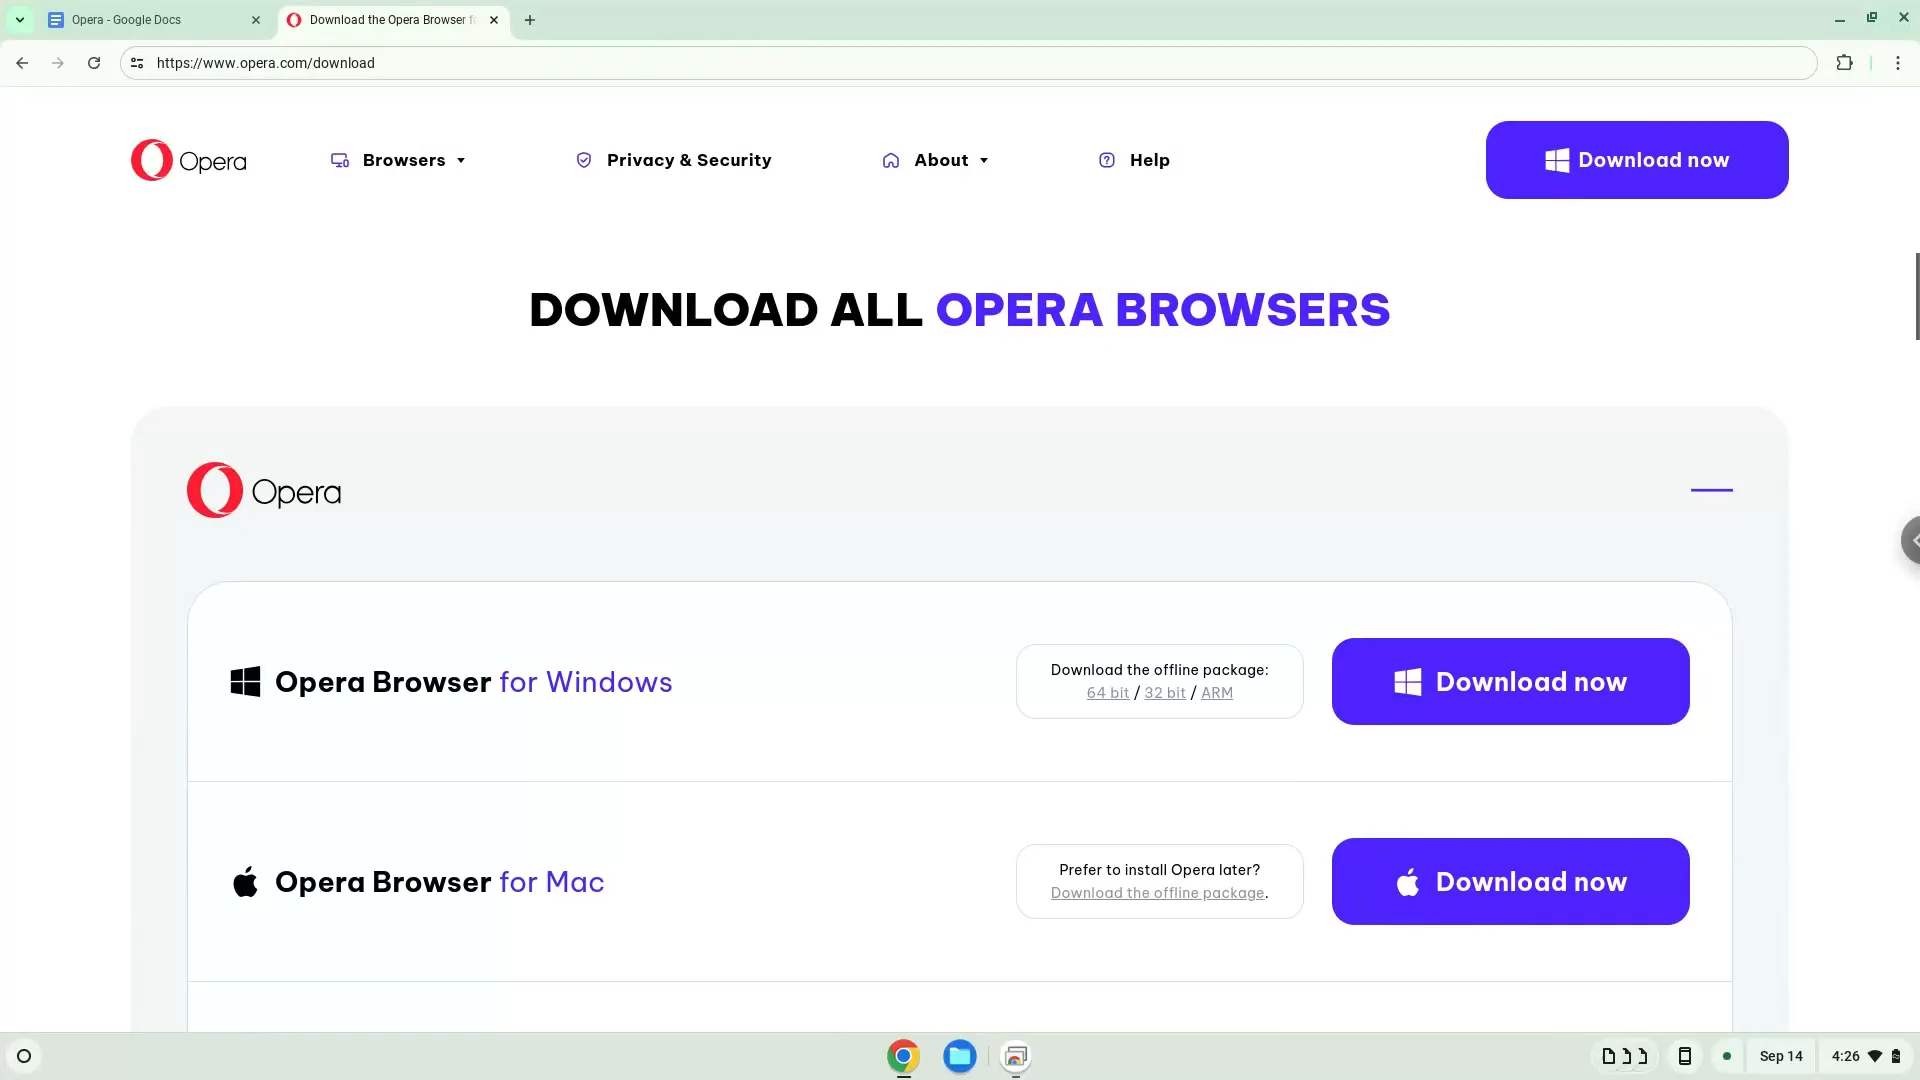 Opera - Google Docs
Download the Opera Browser f
https://www.opera.com/download
Opera
Browsers
Privacy & Security
About
Help
Download now
DOWNLOAD ALL OPERA BROWSERS
Opera
Opera Browser for Windows
Download the offline package:
64 bit / 32 bit / ARM
Download now
Opera Browser for Mac
Prefer to install Opera later?
Download the offline package.
Download now
Sep 14
4:26